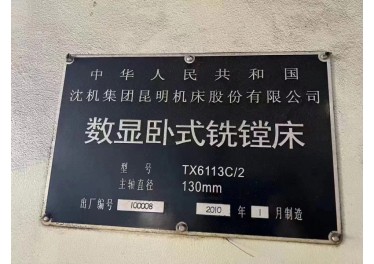 中华人民共和国
沈机集团昆明机床股份有限公司
数显卧式铣镗床
型号 TX6113C/2
主轴直径 130mm
出厂编号 100008 2010 年 1 月制造